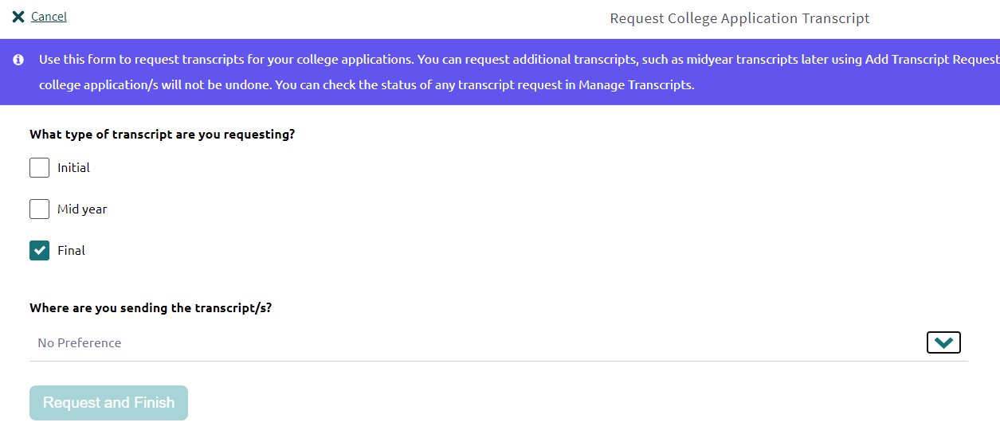 Cancel
Request College Application Transcript
Use this form to request transcripts for your college applications. You can request additional transcripts, such as midyear transcripts later using Add Transcript Request
college application/s will not be undone. You can check the status of any transcript request in Manage Transcripts.
What type of transcript are you requesting?
Initial
Mid year
Final
Where are you sending the transcript/s?
No Preference
Request and Finish